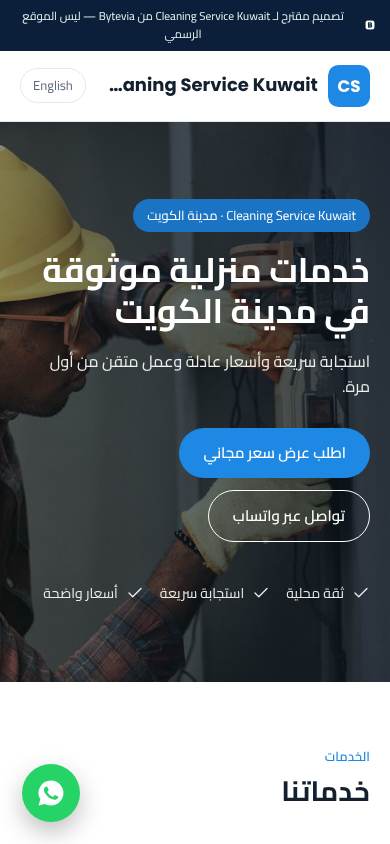 تصميم مقترح لـ Cleaning Service Kuwait من Bytevia — ليس الموقع
الرسمي
B
CS
...aning Service Kuwait
English
Cleaning Service Kuwait · مدينة الكويت
خدمات منزلية موثوقة
في مدينة الكويت
استجابة سريعة وأسعار عادلة وعمل متقن من أول
مرة.
اطلب عرض سعر مجاني
تواصل عبر واتساب
ثقة محلية
استجابة سريعة
أسعار واضحة
الخدمات
خدماتنا